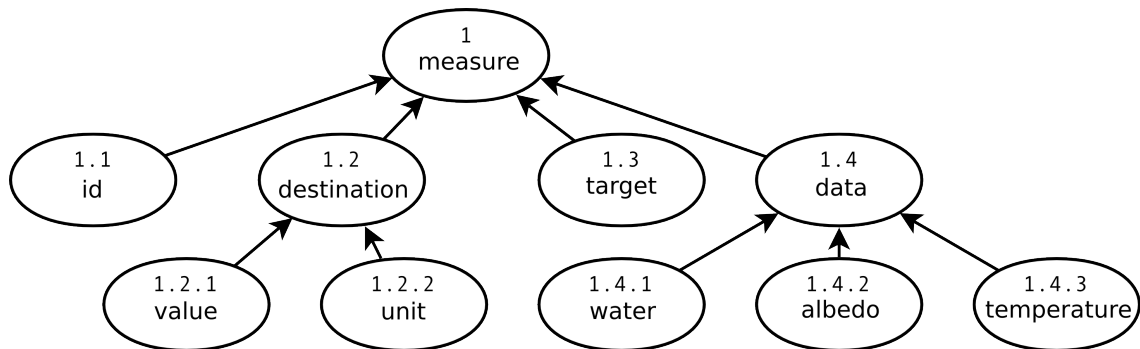 1
measure
1.1
id
1.2
destination
1.3
target
1.4
data
1.2.1
value
1.2.2
unit
1.4.1
water
1.4.2
albedo
1.4.3
temperature